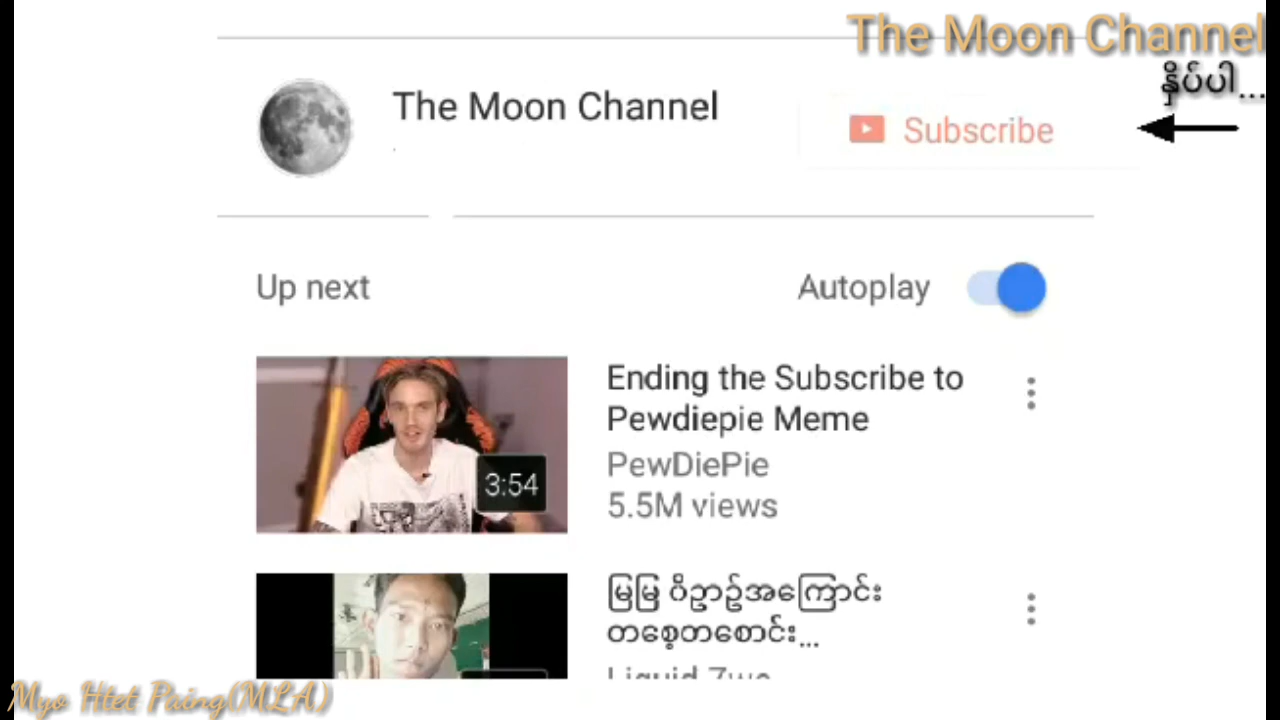 The Moon Channel
နှိပ်ပါ...
The Moon Channel
Subscribe
Up next
Autoplay
Ending the Subscribe to
Pewdiepie Meme
PewDiePie
5.5M views
3:54
မြမြ ပိဥာဥ်အကြောင်း
တစေ့တစောင်း...
Myo Htet Paing(MLA)